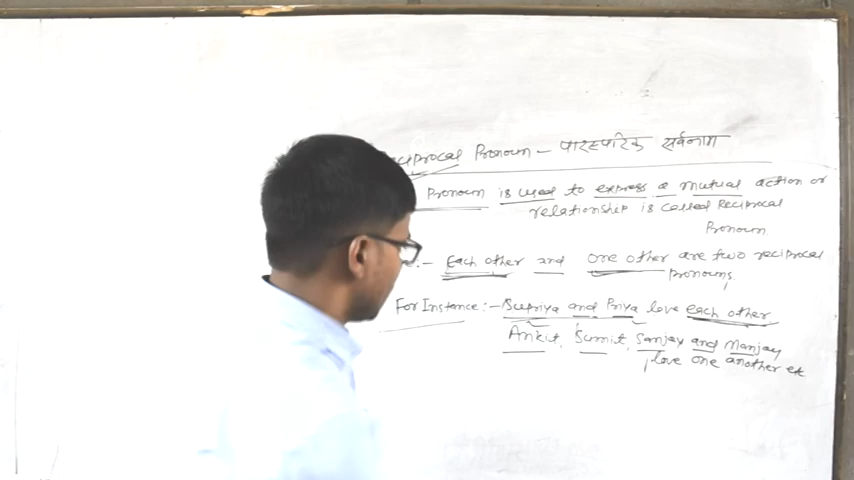 Reciprocal Pronoun – पारस्पारिक सर्वनाम
Pronoun is used to express a mutual action or
relationship is called Reciprocal
Pronoun
:- Each other and one other are two reciprocal
pronouns,
For Instance:- Supriya and Priya love each other
Ankit, Sumit, Sanjay and Manjay
love one another etc